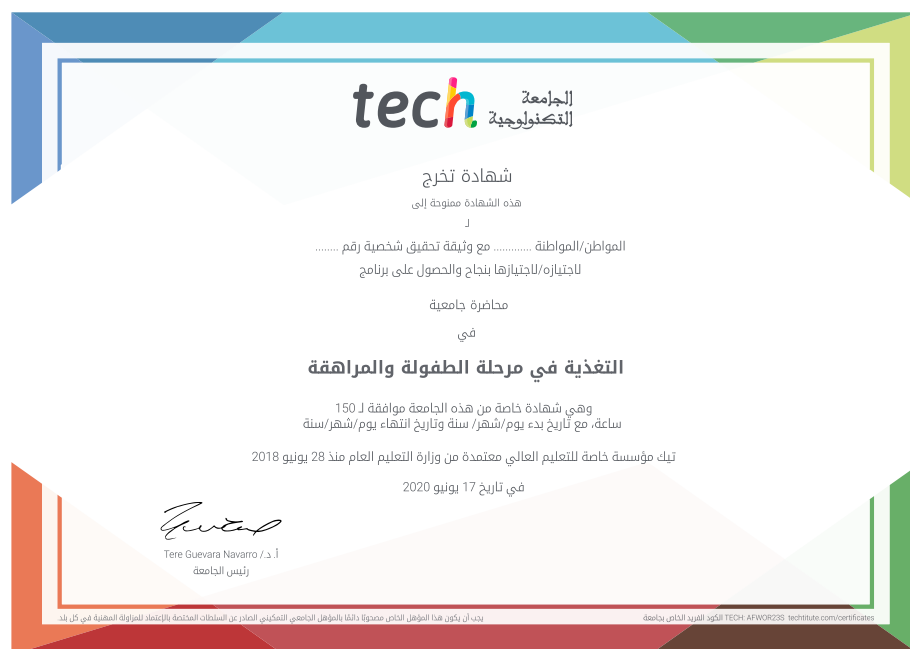 tech الجامعة
التكنولوجية
شهادة تخرج
هذه الشهادة ممنوحة إلى
لـ
المواطن/المواطنة ............. مع وثيقة تحقيق شخصية رقم ........
لاجتيازه/لاجتيازها بنجاح والحصول على برنامج
محاضرة جامعية
في
التغذية في مرحلة الطفولة والمراهقة
وهي شهادة خاصة من هذه الجامعة موافقة لـ 150
ساعة، مع تاريخ بدء يوم/شهر/ سنة وتاريخ انتهاء يوم/شهر/سنة
تيك مؤسسة خاصة للتعليم العالي معتمدة من وزارة التعليم العام منذ 28 يونيو 2018
في تاريخ 17 يونيو 2020
أ. د./ Tere Guevara Navarro
رئيس الجامعة
يجب أن يكون هذا المؤهل الخاص مصحوبًا دائمًا بالمؤهل الجامعي التمكيني الصادر عن السلطات المختصة بالإعتماد للمزاولة المهنية في كل بلد.
الكود الفريد الخاص بجامعة TECH: AFWOR23S techtitute.com/certificates